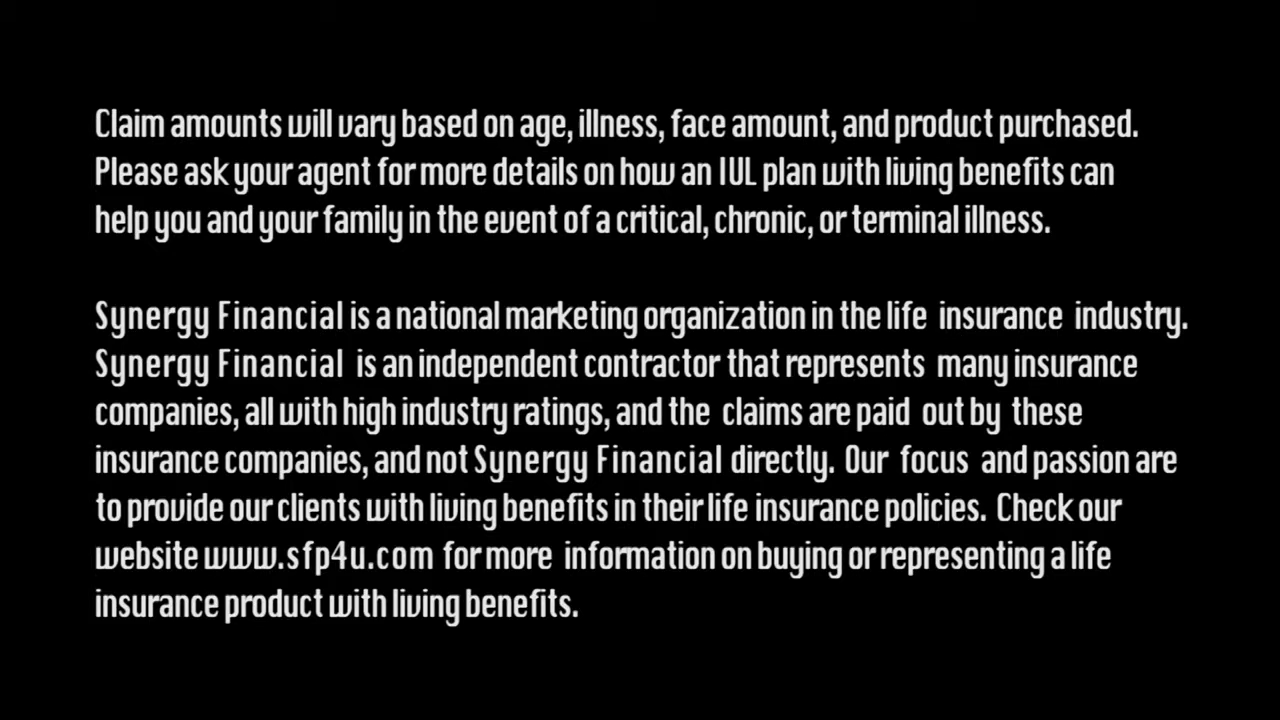 Claim amounts will vary based on age, illness, face amount, and product purchased.
Please ask your agent for more details on how an IUL plan with living benefits can
help you and your family in the event of a critical, chronic, or terminal illness.
Synergy Financial is a national marketing organization in the life insurance industry.
Synergy Financial is an independent contractor that represents many insurance
companies, all with high industry ratings, and the claims are paid out by these
insurance companies, and not Synergy Financial directly. Our focus and passion are
to provide our clients with living benefits in their life insurance policies. Check our
website www.sfp4u.com for more information on buying or representing a life
insurance product with living benefits.